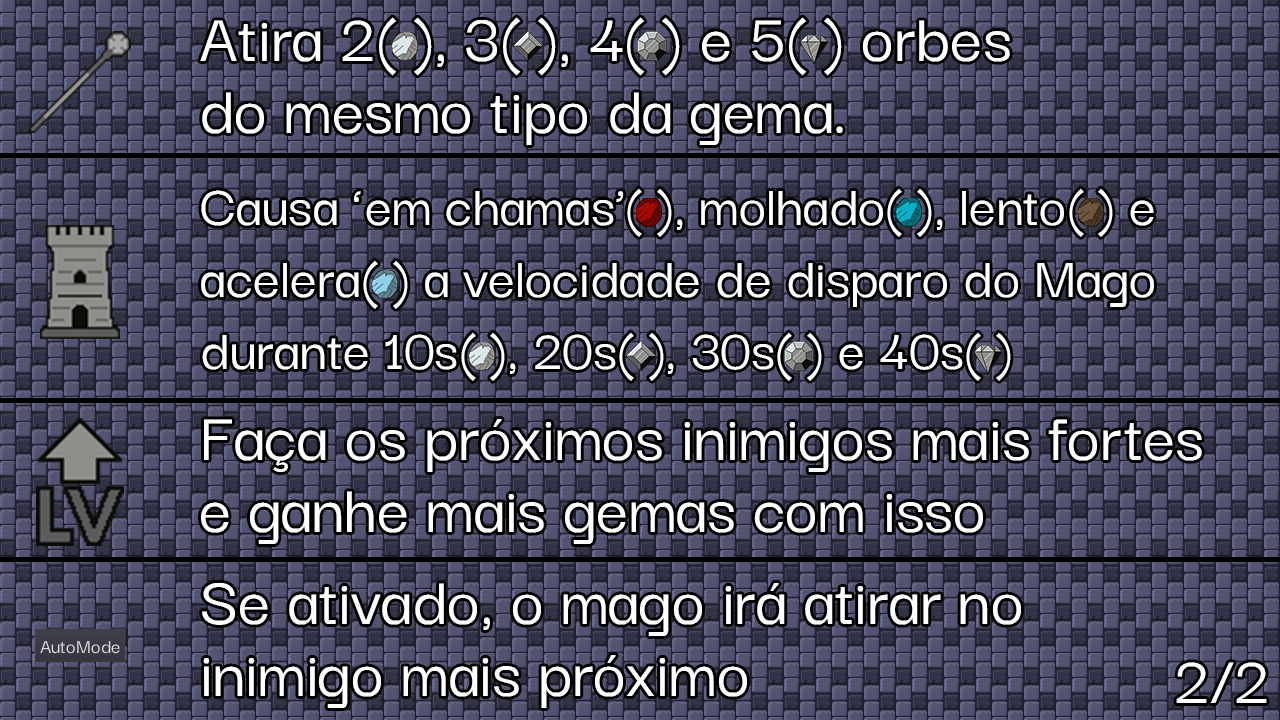 Atira 2(), 3(), 4() e 5() orbes
do mesmo tipo da gema.
Causa ‘em chamas’(), molhado(), lento() e
acelera() a velocidade de disparo do Mago
durante 10s(), 20s(), 30s() e 40s()
LV
Faça os próximos inimigos mais fortes
e ganhe mais gemas com isso
AutoMode
Se ativado, o mago irá atirar no
inimigo mais próximo
2/2